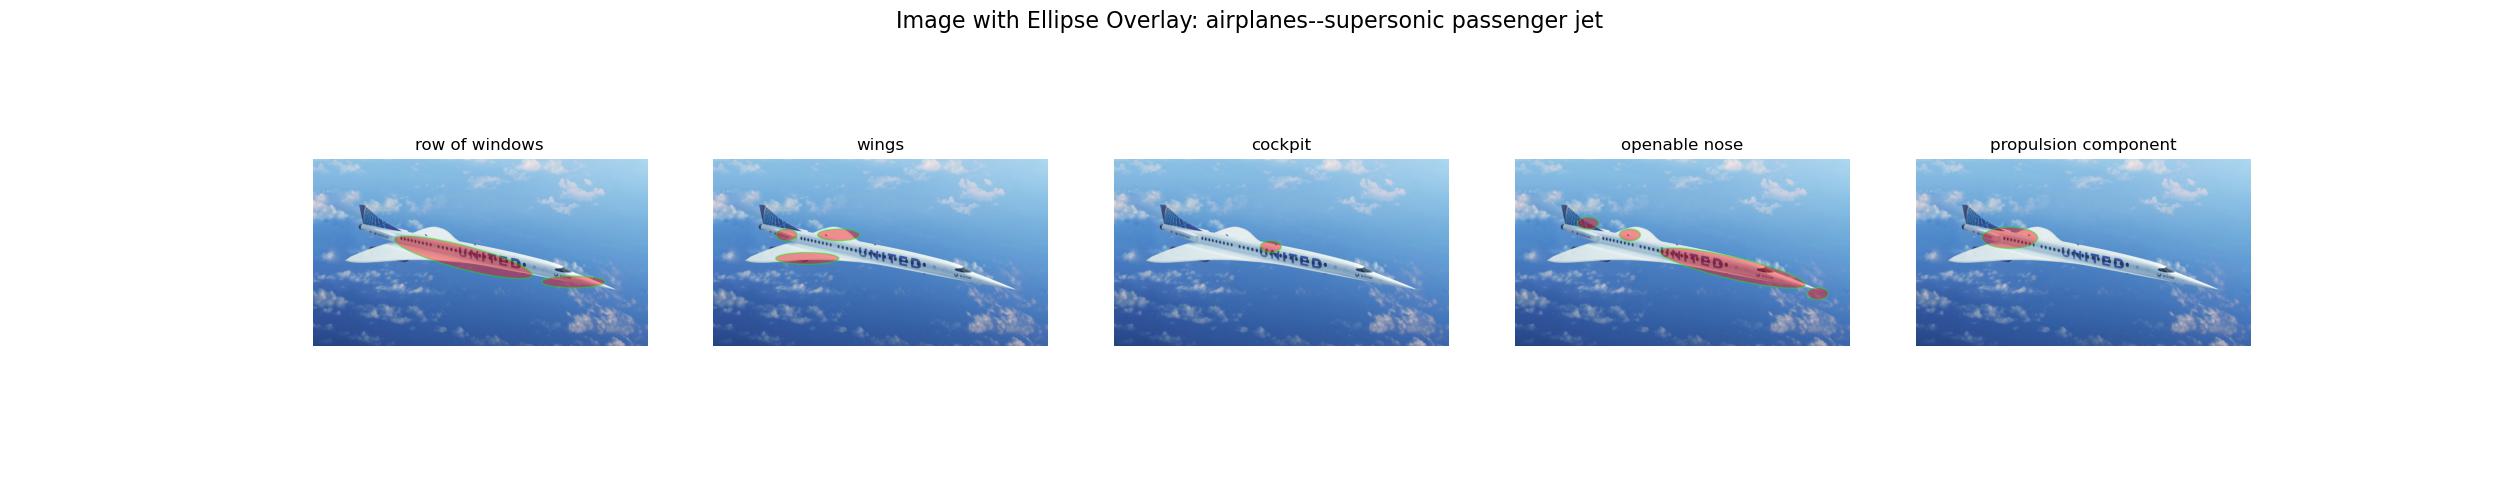 Image with Ellipse Overlay: airplanes--supersonic passenger jet
row of windows
wings
cockpit
openable nose
propulsion component
UNITED
UNITED
UNITED
UNITED
UNITED